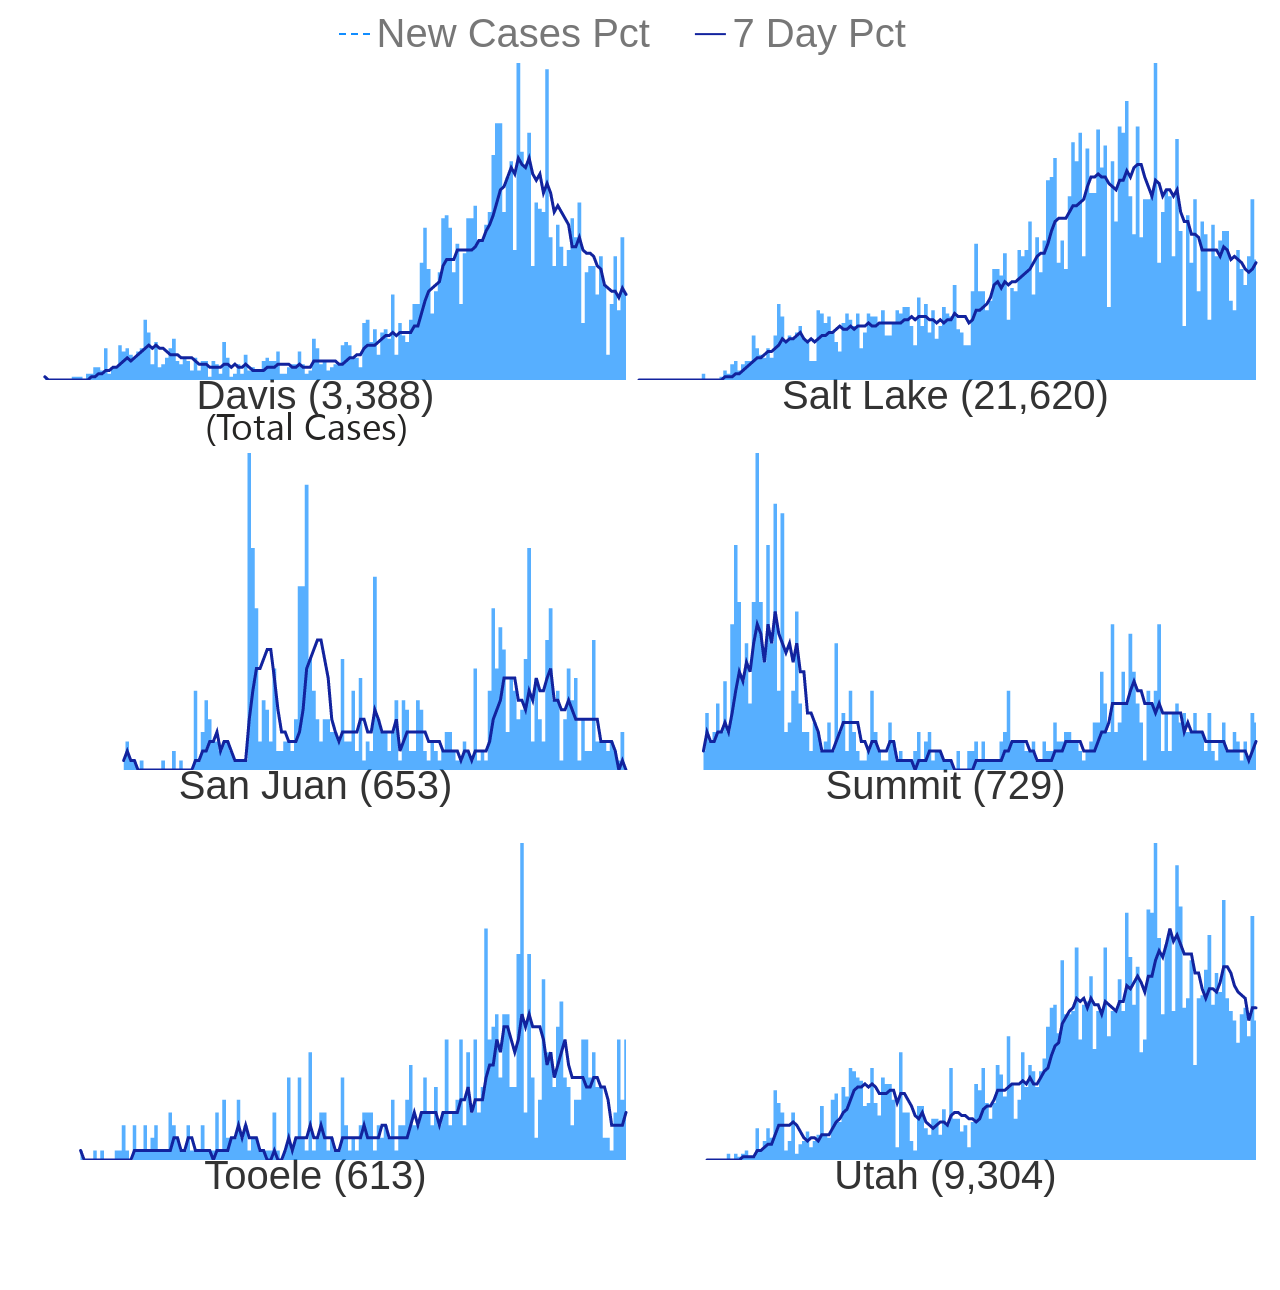 New Cases Pct 7 Day Pct
Davis (3,388) Salt Lake (21,620)
(Total Cases)
San Juan (653) Summit (729)
Tooele (613) Utah (9,304)